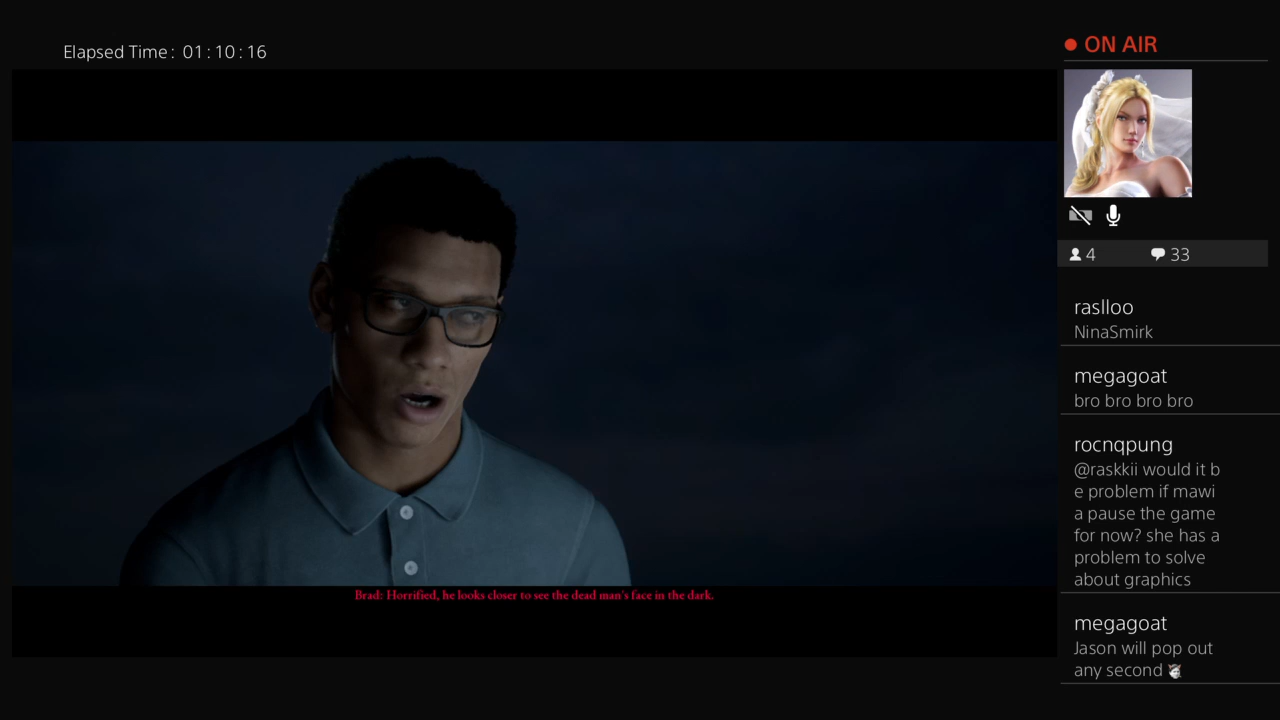 Elapsed Time: 01:10:16
ON AIR
4 33
raslloo
NinaSmirk
megagoat
bro bro bro bro
rocnqpung
@raskkii would it b
e problem if mawi
a pause the game
for now? she has a
problem to solve
about graphics
megagoat
Jason will pop out
any second
Brad: Horrified, he looks closer to see the dead man's face in the dark.